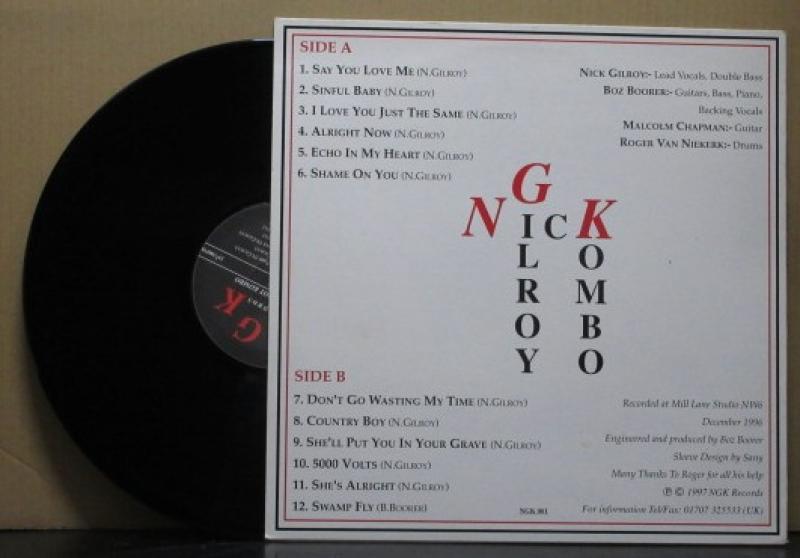 SIDE A
1. SAY YOU LOVE ME (N.GILROY)
2. SINFUL BABY (N.GILROY)
3. I LOVE YOU JUST THE SAME (N.GILROY)
4. ALRIGHT NOW (N.GILROY)
5. ECHO IN MY HEART (N.GILROY)
6. SHAME ON YOU (N.GILROY)
NICK GILROY:- Lead Vocals, Double Bass
BOZ BOORER:- Guitars, Bass, Piano,
Backing Vocals
MALCOLM CHAPMAN:- Guitar
ROGER VAN NIEKERK:- Drums
NICK
GILROY
KOMBO
SIDE B
7. DON'T GO WASTING MY TIME (N.GILROY)
8. COUNTRY BOY (N.GILROY)
9. SHE'LL PUT YOU IN YOUR GRAVE (N.GILROY)
10. 5000 VOLTS (N.GILROY)
11. SHE'S ALRIGHT (N.GILROY)
12. SWAMP FLY (B.BOORER)
Recorded at Mill Lane Studio NW6
December 1996
Engineered and produced by Boz Boorer
Sleeve Design by Sany
Many Thanks To Roger for all his help
℗ © 1997 NGK Records
NGK 001
For information Tel/Fax: 01707 325533 (UK)
G K